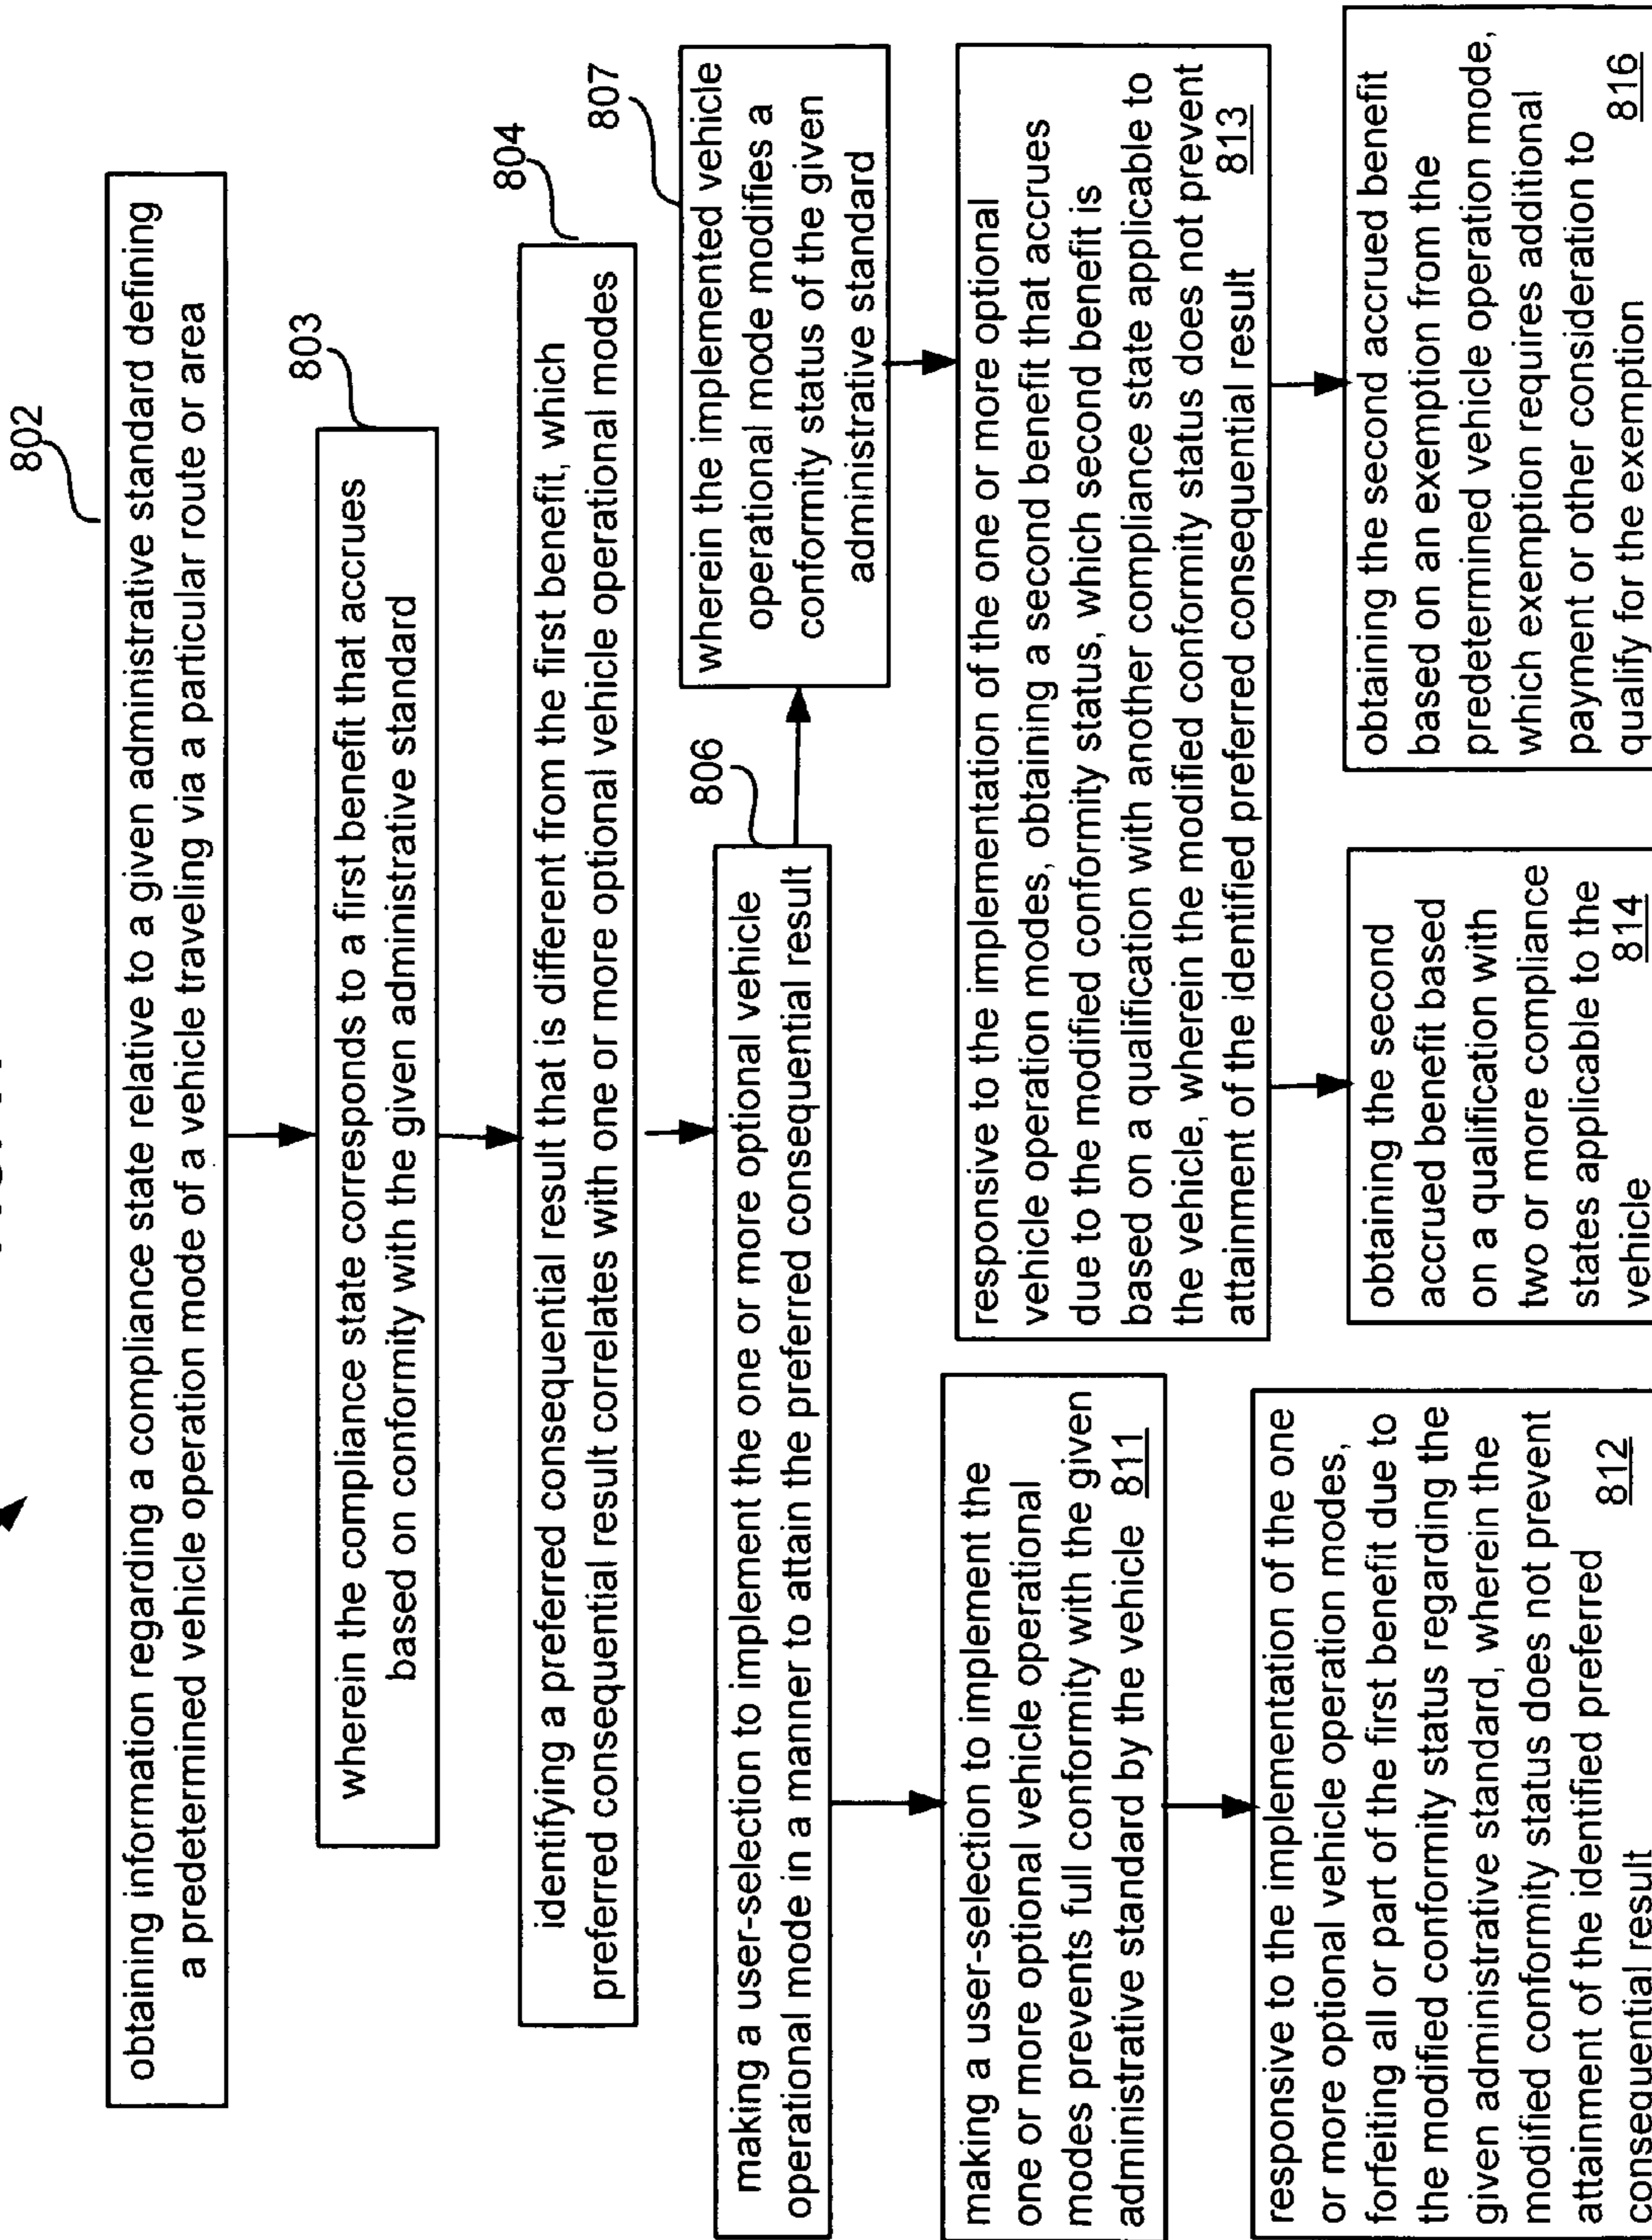 802
obtaining information regarding a compliance state relative to a given administrative standard defining
a predetermined vehicle operation mode of a vehicle traveling via a particular route or area
803
wherein the compliance state corresponds to a first benefit that accrues
based on conformity with the given administrative standard
804
identifying a preferred consequential result that is different from the first benefit, which
preferred consequential result correlates with one or more optional vehicle operational modes
806
making a user-selection to implement the one or more optional vehicle
operational mode in a manner to attain the preferred consequential result
807
wherein the implemented vehicle
operational mode modifies a
conformity status of the given
administrative standard
making a user-selection to implement the
one or more optional vehicle operational
modes prevents full conformity with the given
administrative standard by the vehicle 811
responsive to the implementation of the one
or more optional vehicle operation modes,
forfeiting all or part of the first benefit due to
the modified conformity status regarding the
given administrative standard, wherein the
modified conformity status does not prevent
attainment of the identified preferred
consequential result 812
responsive to the implementation of the one or more optional
vehicle operation modes, obtaining a second benefit that accrues
due to the modified conformity status, which second benefit is
based on a qualification with another compliance state applicable to
the vehicle, wherein the modified conformity status does not prevent
attainment of the identified preferred consequential result 813
obtaining the second
accrued benefit based
on a qualification with
two or more compliance
states applicable to the
vehicle 814
obtaining the second accrued benefit
based on an exemption from the
predetermined vehicle operation mode,
which exemption requires additional
payment or other consideration to
qualify for the exemption 816